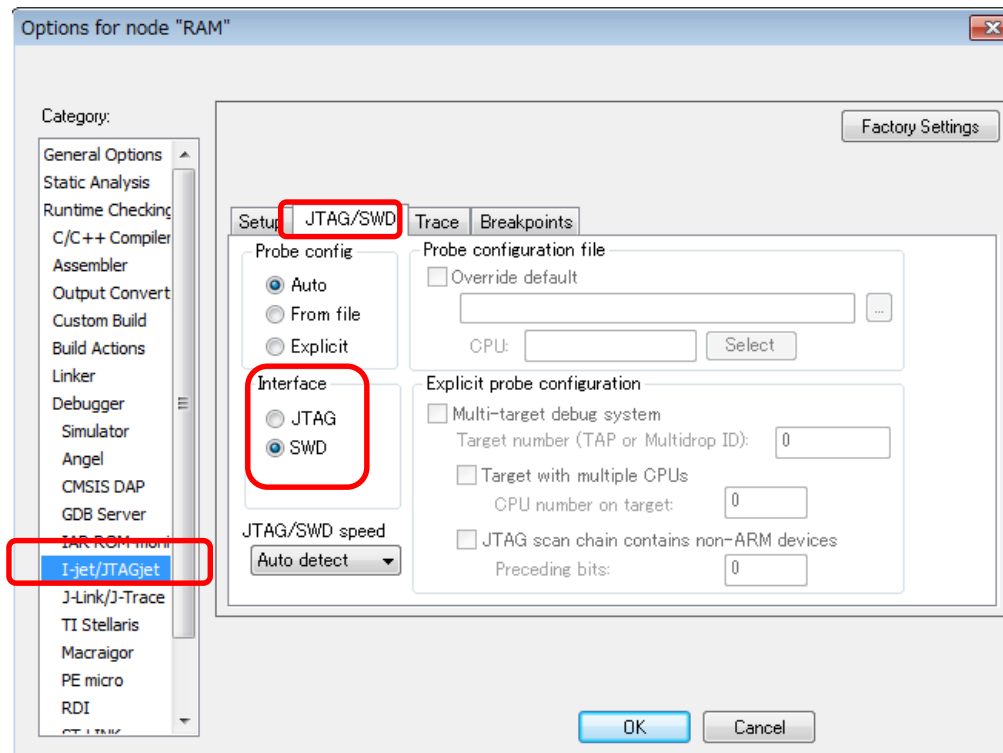 Options for node "RAM"
Category:
Factory Settings
General Options
Static Analysis
Runtime Checking
C/C++ Compiler
Assembler
Output Convert
Custom Build
Build Actions
Linker
Debugger
Simulator
Angel
CMSIS DAP
GDB Server
IAR ROM moni
I-jet/JTAGjet
J-Link/J-Trace
TI Stellaris
Macraigor
PE micro
RDI
ST-LINK
Setup JTAG/SWD Trace Breakpoints
Probe config
Auto
From file
Explicit
Probe configuration file
Override default
...
CPU: Select
Interface
JTAG
SWD
Explicit probe configuration
Multi-target debug system
Target number (TAP or Multidrop ID): 0
Target with multiple CPUs
CPU number on target: 0
JTAG scan chain contains non-ARM devices
Preceding bits: 0
JTAG/SWD speed
Auto detect
OK Cancel